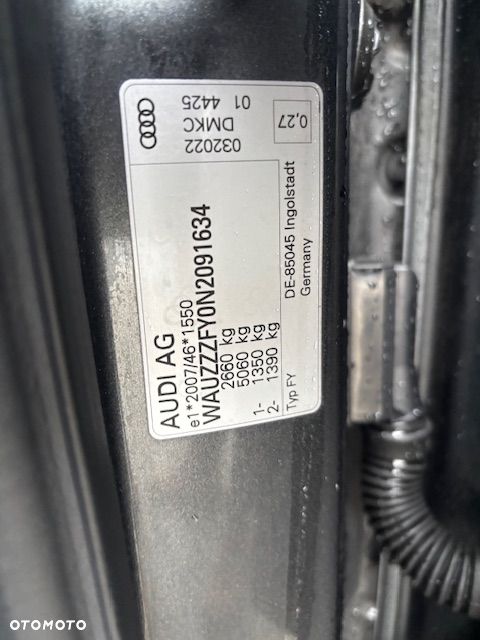 AUDI AG
e1*2007/46*1550
WAUZZZFY0N2091634
2660 kg
5060 kg
1- 1350 kg
2- 1390 kg
Typ FY
DE-85045 Ingolstadt
Germany
032022
DMKC
01 4425
0,27
OTOMOTO